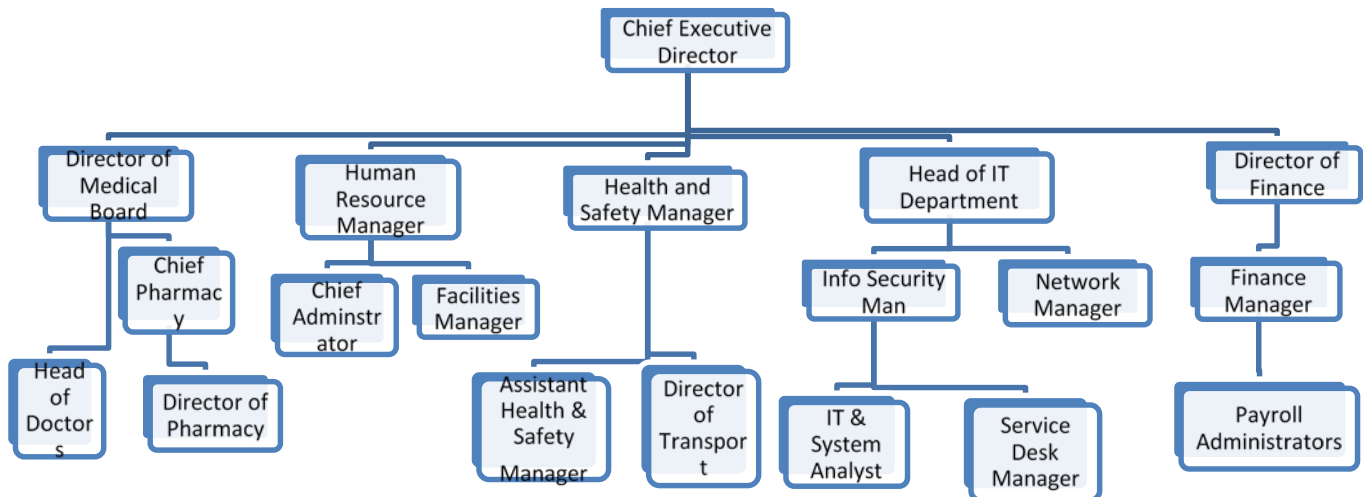 Chief Executive
Director
Director of
Medical
Board
Human
Resource
Manager
Health and
Safety Manager
Head of IT
Department
Director of
Finance
Chief
Pharmac
y
Chief
Adminstr
ator
Facilities
Manager
Info Security
Man
Network
Manager
Finance
Manager
Head
of
Doctor
s
Director of
Pharmacy
Assistant
Health &
Safety
Manager
Director
of
Transpor
t
IT &
System
Analyst
Service
Desk
Manager
Payroll
Administrators